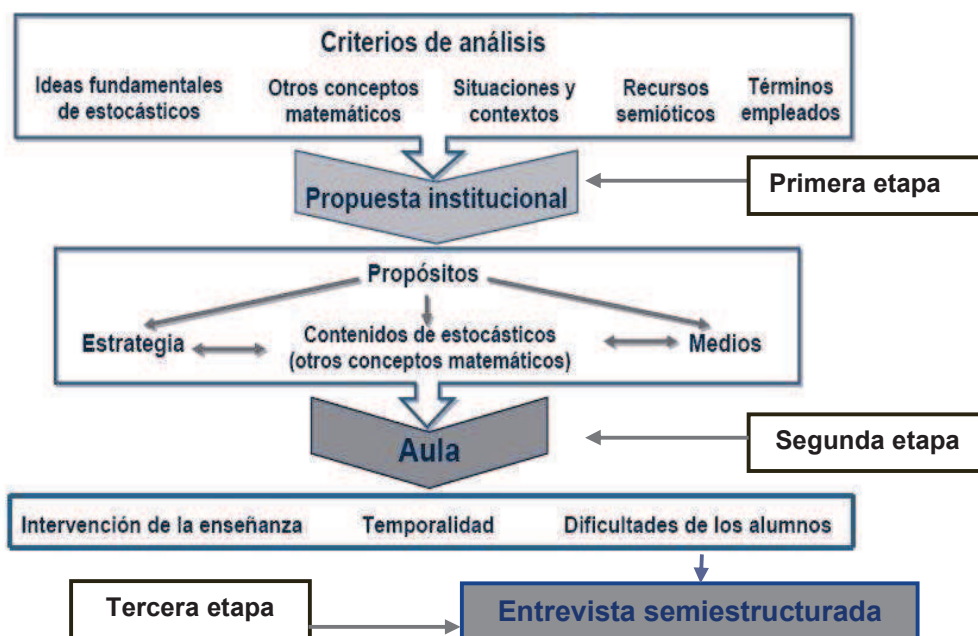 Criterios de análisis
Ideas fundamentales
de estocásticos
Otros conceptos
matemáticos
Situaciones y
contextos
Recursos
semióticos
Términos
empleados
Propuesta institucional
Primera etapa
Propósitos
Estrategia
Contenidos de estocásticos
(otros conceptos matemáticos)
Medios
Aula
Segunda etapa
Intervención de la enseñanza
Temporalidad
Dificultades de los alumnos
Tercera etapa
Entrevista semiestructurada